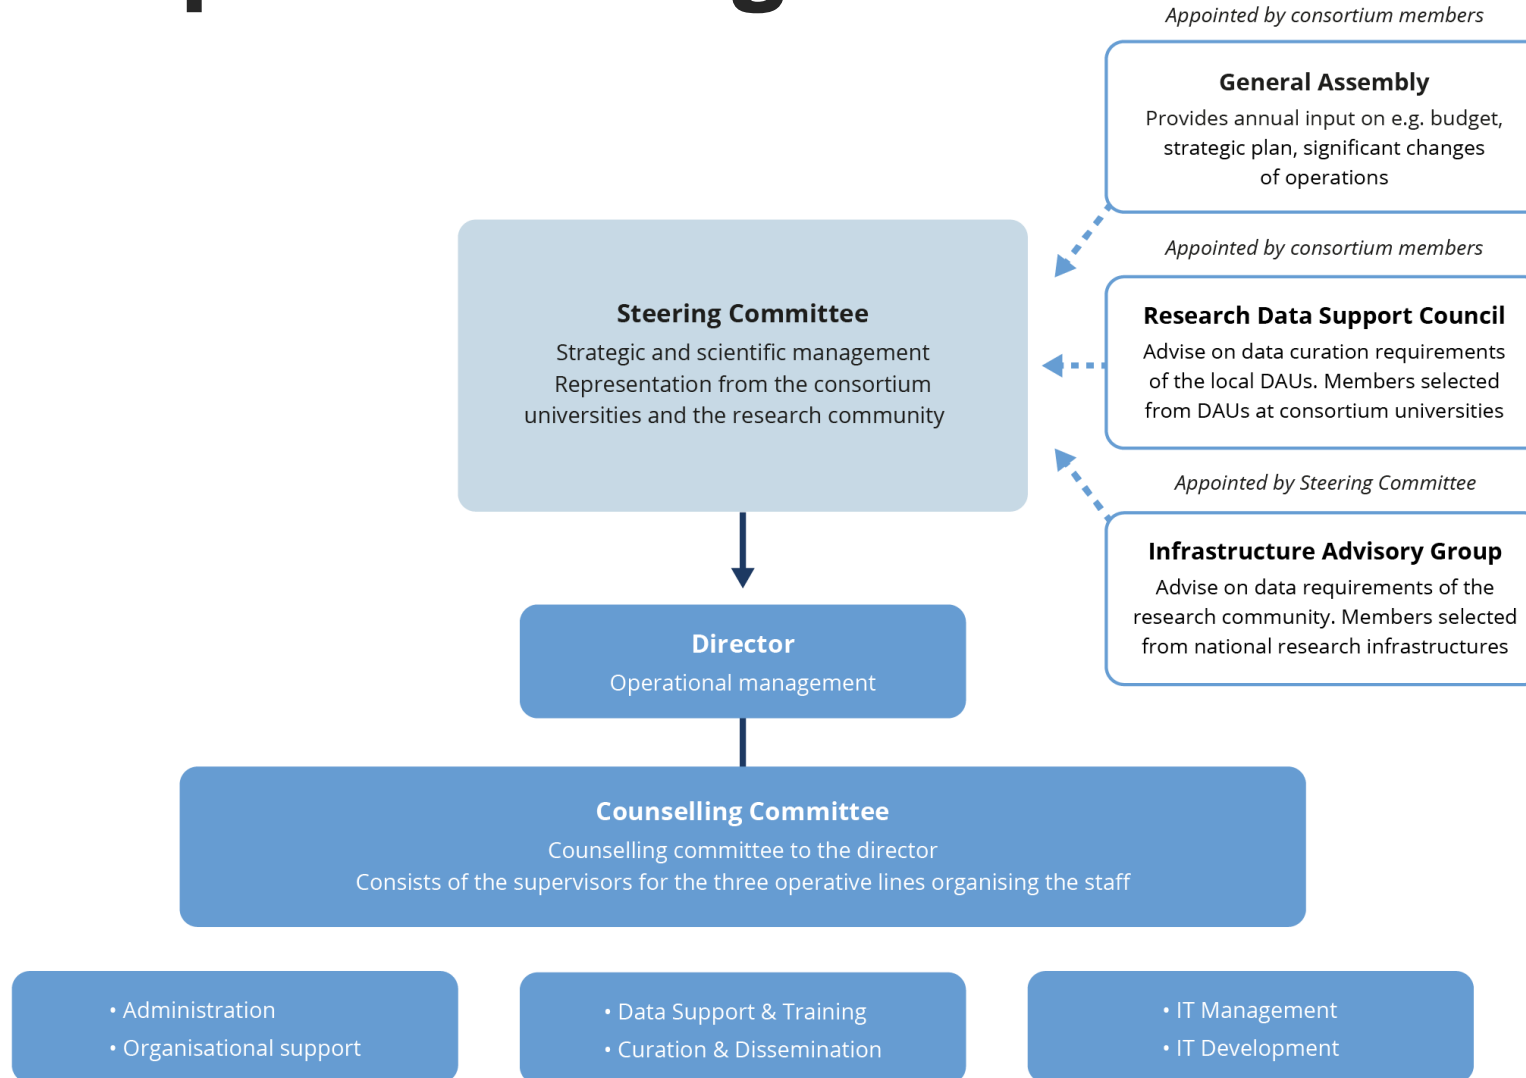 Appointed by consortium members
General Assembly
Provides annual input on e.g. budget,
strategic plan, significant changes
of operations
Appointed by consortium members
Research Data Support Council
Advise on data curation requirements
of the local DAUs. Members selected
from DAUs at consortium universities
Appointed by Steering Committee
Infrastructure Advisory Group
Advise on data requirements of the
research community. Members selected
from national research infrastructures
Steering Committee
Strategic and scientific management
Representation from the consortium
universities and the research community
Director
Operational management
Counselling Committee
Counselling committee to the director
Consists of the supervisors for the three operative lines organising the staff
• Administration
• Organisational support
• Data Support & Training
• Curation & Dissemination
• IT Management
• IT Development